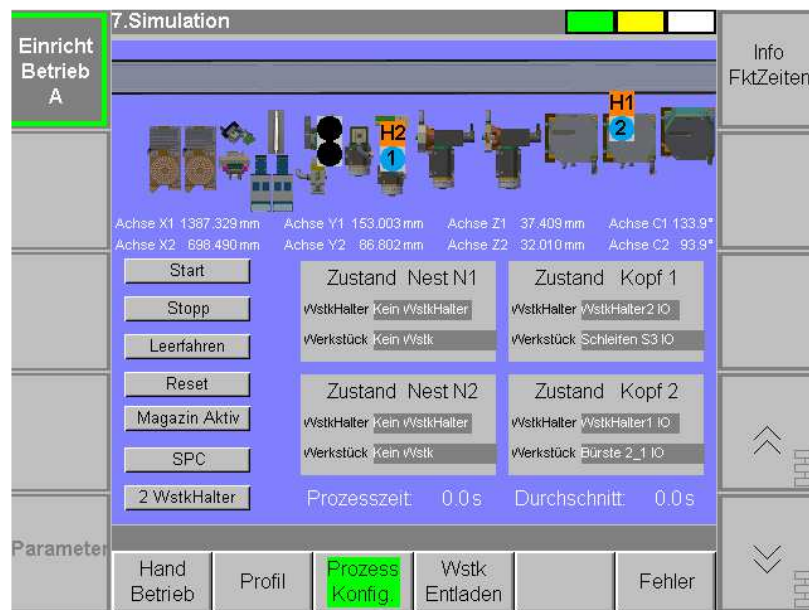 7.Simulation
Einricht
Betrieb
A
Info
FktZeiten
H1
2
H2
1
Achse X1 1387.329 mm Achse Y1 153.003 mm Achse Z1 37.409 mm Achse C1 133.9°
Achse X2 698.490 mm Achse Y2 86.802 mm Achse Z2 32.010 mm Achse C2 93.9°
Start
Stopp
Leerfahren
Reset
Magazin Aktiv
SPC
2 WstkHalter
Zustand Nest N1
WstkHalter Kein WstkHalter
Werkstück Kein Wstk
Zustand Kopf 1
WstkHalter WstkHalter2 IO
Werkstück Schleifen S3 IO
Zustand Nest N2
WstkHalter Kein WstkHalter
Werkstück Kein Wstk
Zustand Kopf 2
WstkHalter WstkHalter1 IO
Werkstück Bürste 2_1 IO
Prozesszeit: 0.0 s Durchschnitt: 0.0 s
Parameter
Hand
Betrieb
Profil
Prozess
Konfig.
Wstk
Entladen
Fehler